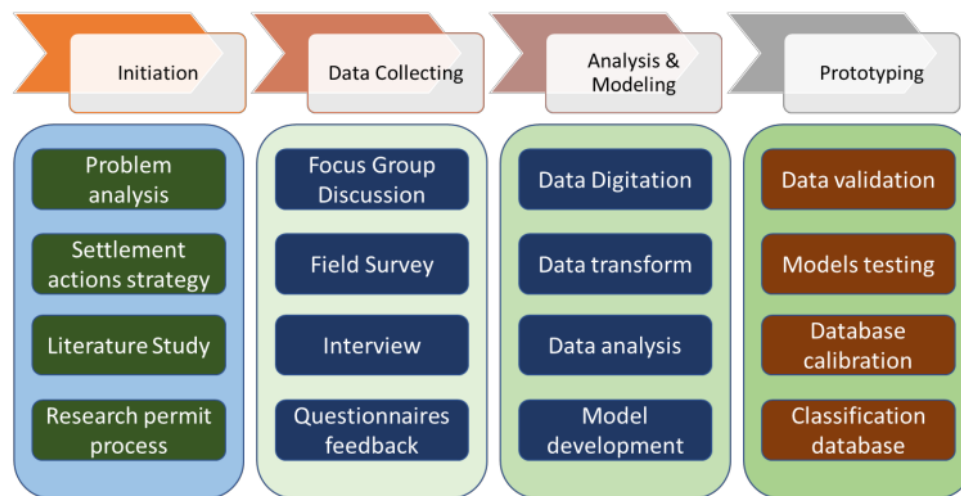 Initiation
Data Collecting
Analysis &
Modeling
Prototyping
Problem
analysis
Settlement
actions strategy
Literature Study
Research permit
process
Focus Group
Discussion
Field Survey
Interview
Questionnaires
feedback
Data Digitation
Data transform
Data analysis
Model
development
Data validation
Models testing
Database
calibration
Classification
database